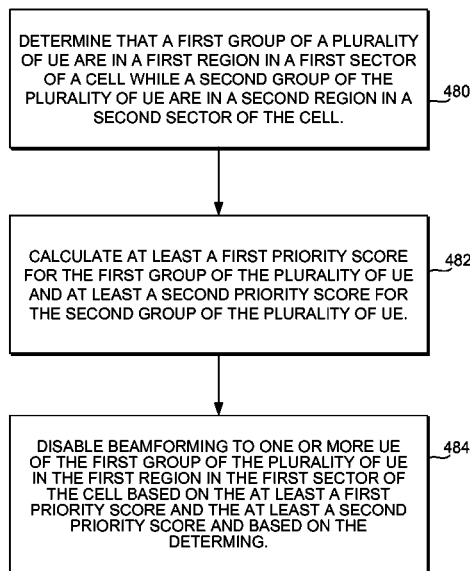 DETERMINE THAT A FIRST GROUP OF A PLURALITY
OF UE ARE IN A FIRST REGION IN A FIRST SECTOR
OF A CELL WHILE A SECOND GROUP OF THE
PLURALITY OF UE ARE IN A SECOND REGION IN A
SECOND SECTOR OF THE CELL.
480
CALCULATE AT LEAST A FIRST PRIORITY SCORE
FOR THE FIRST GROUP OF THE PLURALITY OF UE
AND AT LEAST A SECOND PRIORITY SCORE FOR
THE SECOND GROUP OF THE PLURALITY OF UE.
482
DISABLE BEAMFORMING TO ONE OR MORE UE
OF THE FIRST GROUP OF THE PLURALITY OF UE
IN THE FIRST REGION IN THE FIRST SECTOR OF
THE CELL BASED ON THE AT LEAST A FIRST
PRIORITY SCORE AND THE AT LEAST A SECOND
PRIORITY SCORE AND BASED ON THE
DETERMING.
484